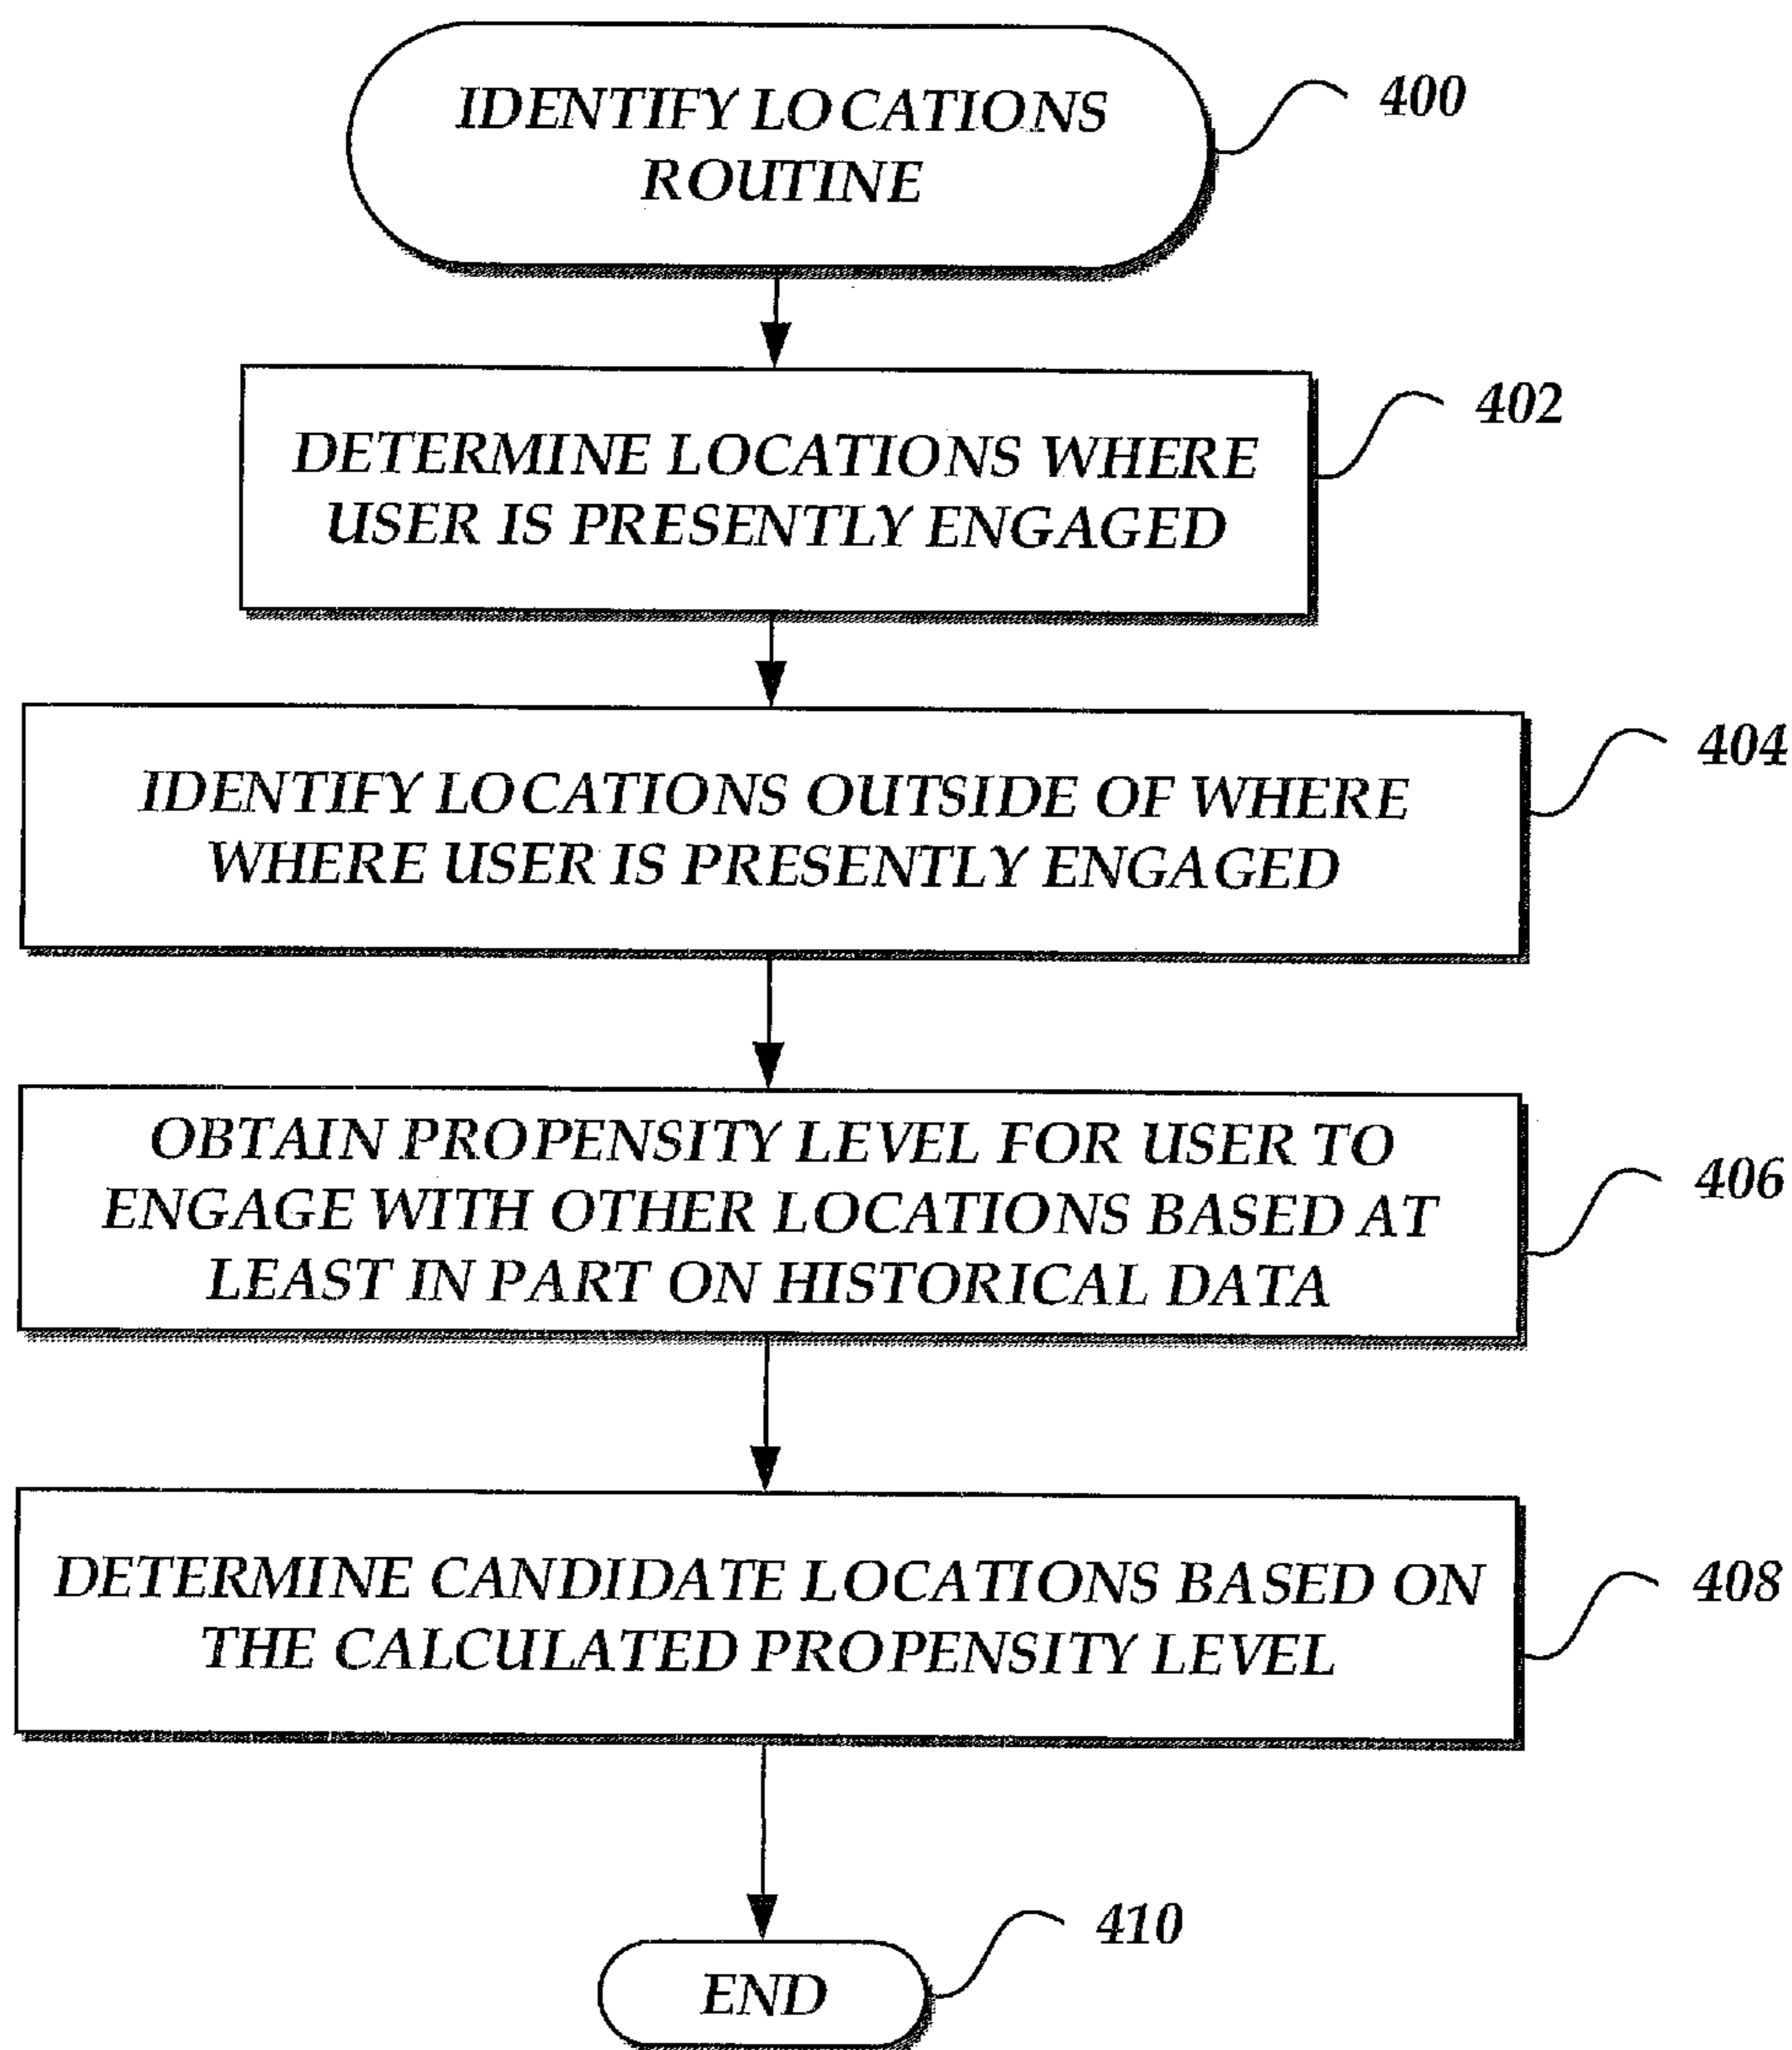 IDENTIFY LOCATIONS
ROUTINE
400
DETERMINE LOCATIONS WHERE
USER IS PRESENTLY ENGAGED
402
IDENTIFY LOCATIONS OUTSIDE OF WHERE
WHERE USER IS PRESENTLY ENGAGED
404
OBTAIN PROPENSITY LEVEL FOR USER TO
ENGAGE WITH OTHER LOCATIONS BASED AT
LEAST IN PART ON HISTORICAL DATA
406
DETERMINE CANDIDATE LOCATIONS BASED ON
THE CALCULATED PROPENSITY LEVEL
408
END
410